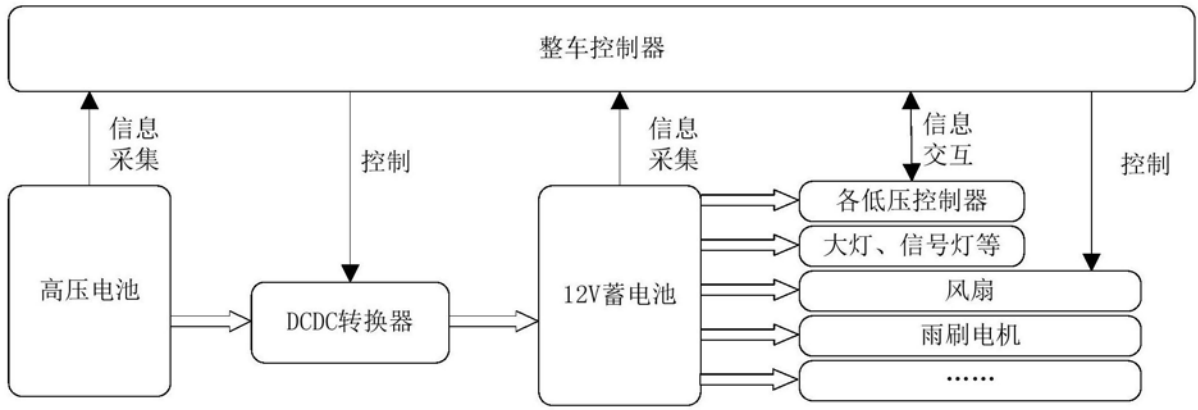 整车控制器
信息
采集
控制
信息
采集
信息
交互
控制
高压电池
DCDC转换器
12V蓄电池
各低压控制器
大灯、信号灯等
风扇
雨刷电机
……